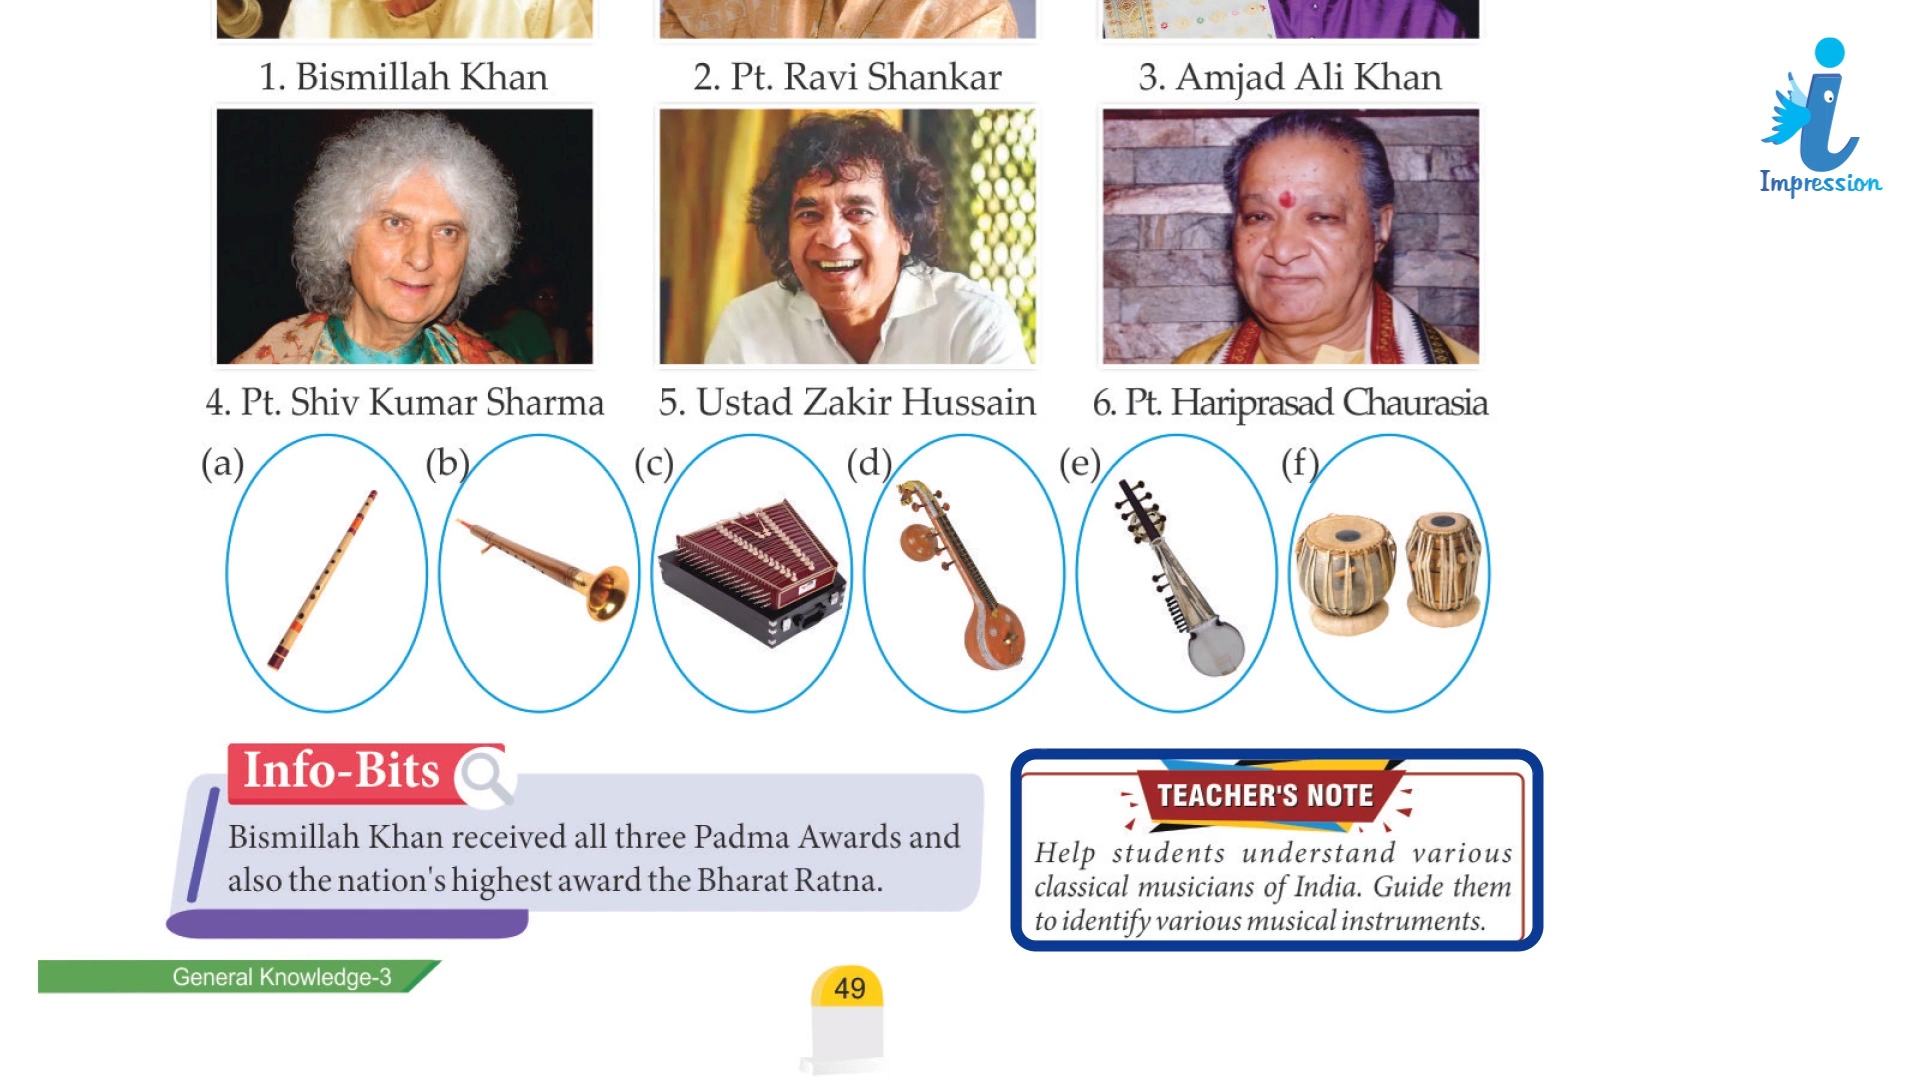 1. Bismillah Khan
2. Pt. Ravi Shankar
3. Amjad Ali Khan
Impression
4. Pt. Shiv Kumar Sharma
5. Ustad Zakir Hussain
6. Pt. Hariprasad Chaurasia
(a)
(b)
(c)
(d)
(e)
(f)
Info-Bits
Bismillah Khan received all three Padma Awards and
also the nation's highest award the Bharat Ratna.
TEACHER'S NOTE
Help students understand various
classical musicians of India. Guide them
to identify various musical instruments.
General Knowledge-3
49